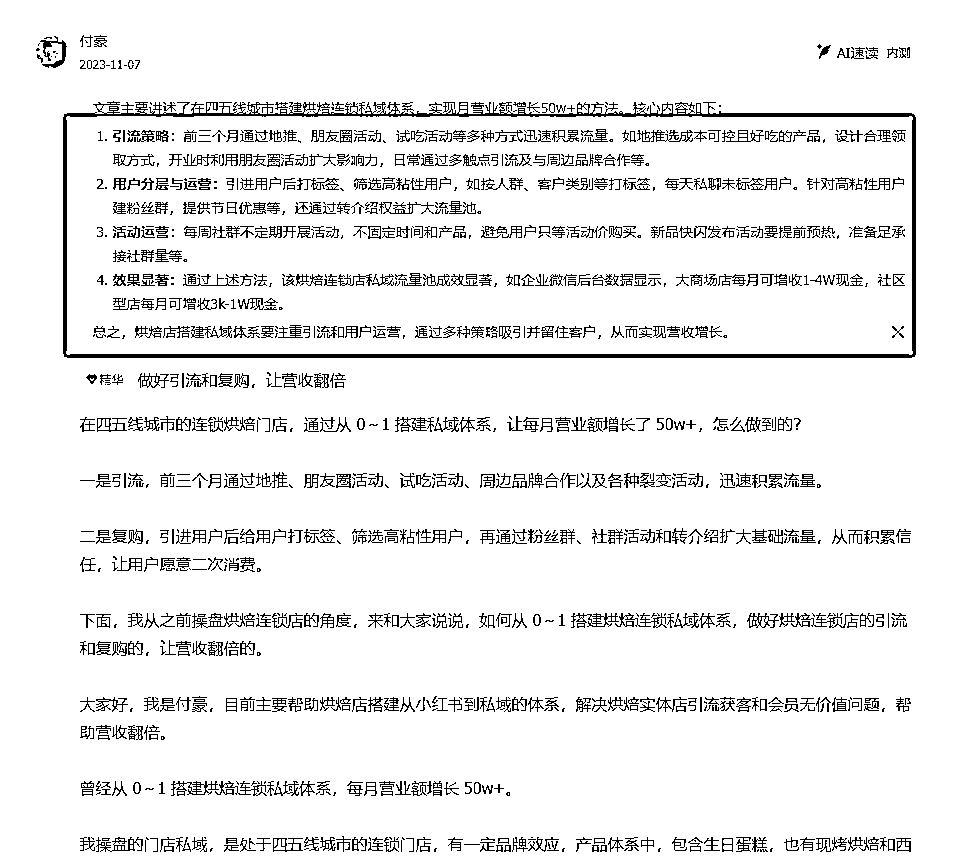 付豪
2023-11-07
AI速读 内测
文章主要讲述了在四五线城市搭建烘焙连锁私域体系，实现月营业额增长50w+的方法。核心内容如下：
1. 引流策略：前三个月通过地推、朋友圈活动、试吃活动等多种方式迅速积累流量。如地推选成本可控且好吃的产品，设计合理领
取方式，开业时利用朋友圈活动扩大影响力，日常通过多触点引流及与周边品牌合作等。
2. 用户分层与运营：引进用户后打标签、筛选高粘性用户，如按人群、客户类别等打标签，每天私聊未标签用户。针对高粘性用户
建粉丝群，提供节日优惠等，还通过转介绍权益扩大流量池。
3. 活动运营：每周社群不定期开展活动，不固定时间和产品，避免用户只等活动价购买。新品快闪发布活动要提前预热，准备足承
接社群量等。
4. 效果显著：通过上述方法，该烘焙连锁店私域流量池成效显著，如企业微信后台数据显示，大商场店每月可增收1-4W现金，社区
型店每月可增收3k-1W现金。
总之，烘焙店搭建私域体系要注重引流和用户运营，通过多种策略吸引并留住客户，从而实现营收增长。
精华 做好引流和复购，让营收翻倍
在四五线城市的连锁烘焙门店，通过从 0～1 搭建私域体系，让每月营业额增长了 50w+，怎么做到的？
一是引流，前三个月通过地推、朋友圈活动、试吃活动、周边品牌合作以及各种裂变活动，迅速积累流量。
二是复购，引进用户后给用户打标签、筛选高粘性用户，再通过粉丝群、社群活动和转介绍扩大基础流量，从而积累信
任，让用户愿意二次消费。
下面，我从之前操盘烘焙连锁店的角度，来和大家说说，如何从 0～1 搭建烘焙连锁私域体系，做好烘焙连锁店的引流
和复购的，让营收翻倍的。
大家好，我是付豪，目前主要帮助烘焙店搭建从小红书到私域的体系，解决烘焙实体店引流获客和会员无价值问题，帮
助营收翻倍。
曾经从 0～1 搭建烘焙连锁私域体系，每月营业额增长 50w+。
我操盘的门店私域，是处于四五线城市的连锁门店，有一定品牌效应，产品体系中，包含生日蛋糕，也有现烤烘焙和西